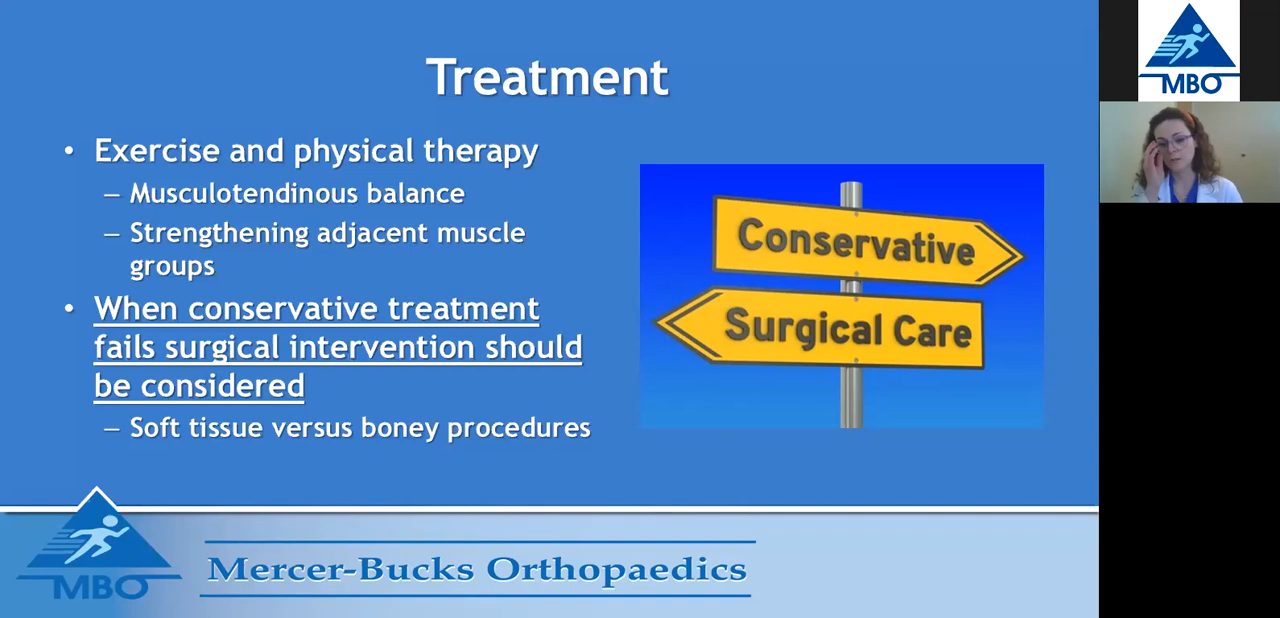 Treatment
• Exercise and physical therapy
– Musculotendinous balance
– Strengthening adjacent muscle
groups
• When conservative treatment
fails surgical intervention should
be considered
– Soft tissue versus boney procedures
Conservative
Surgical Care
MBO
Mercer-Bucks Orthopaedics
MBO